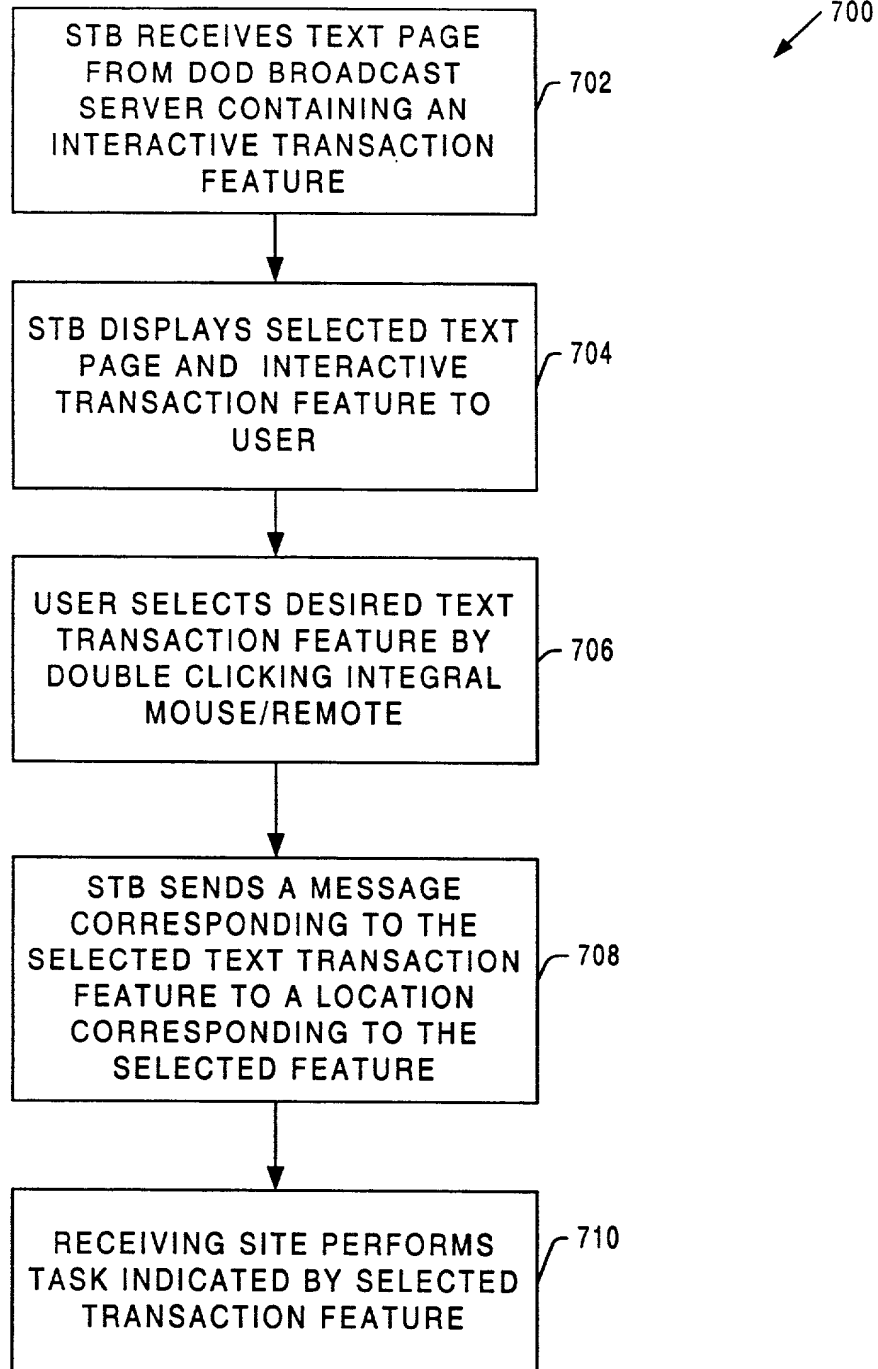 700
STB RECEIVES TEXT PAGE
FROM DOD BROADCAST
SERVER CONTAINING AN
INTERACTIVE TRANSACTION
FEATURE
702
STB DISPLAYS SELECTED TEXT
PAGE AND INTERACTIVE
TRANSACTION FEATURE TO
USER
704
USER SELECTS DESIRED TEXT
TRANSACTION FEATURE BY
DOUBLE CLICKING INTEGRAL
MOUSE/REMOTE
706
STB SENDS A MESSAGE
CORRESPONDING TO THE
SELECTED TEXT TRANSACTION
FEATURE TO A LOCATION
CORRESPONDING TO THE
SELECTED FEATURE
708
RECEIVING SITE PERFORMS
TASK INDICATED BY SELECTED
TRANSACTION FEATURE
710